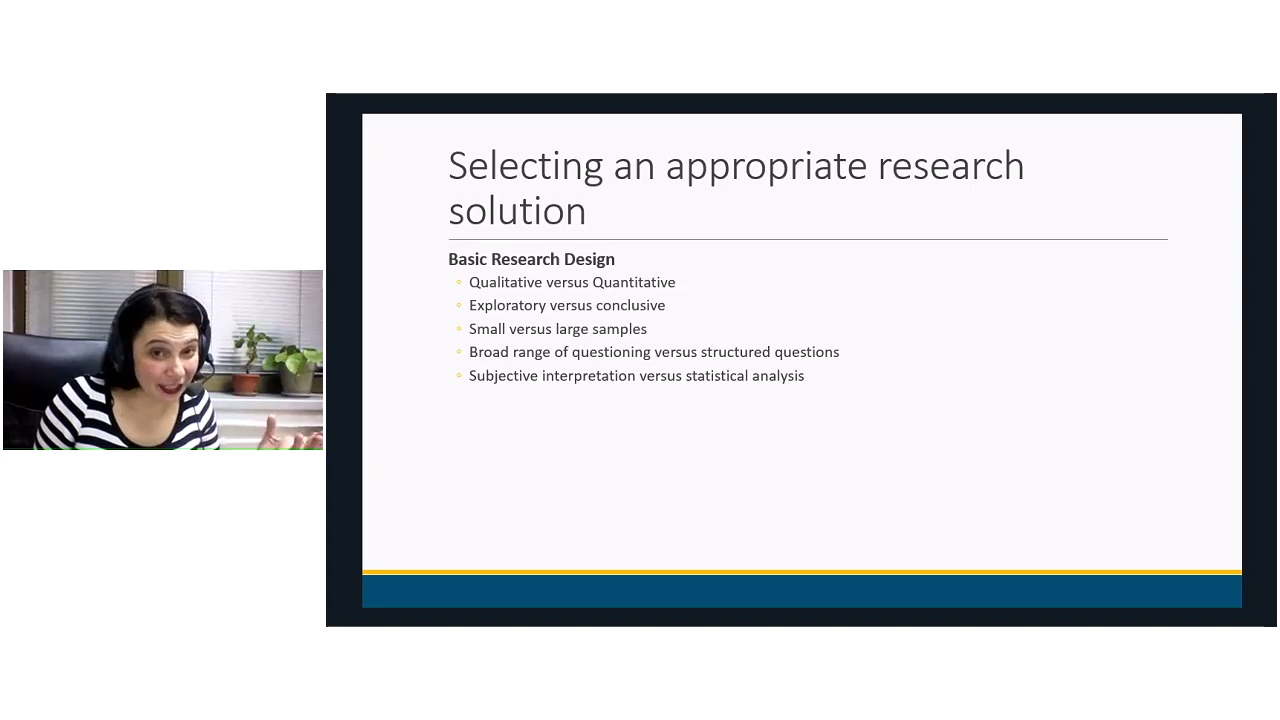 Selecting an appropriate research
solution
Basic Research Design
Qualitative versus Quantitative
Exploratory versus conclusive
Small versus large samples
Broad range of questioning versus structured questions
Subjective interpretation versus statistical analysis